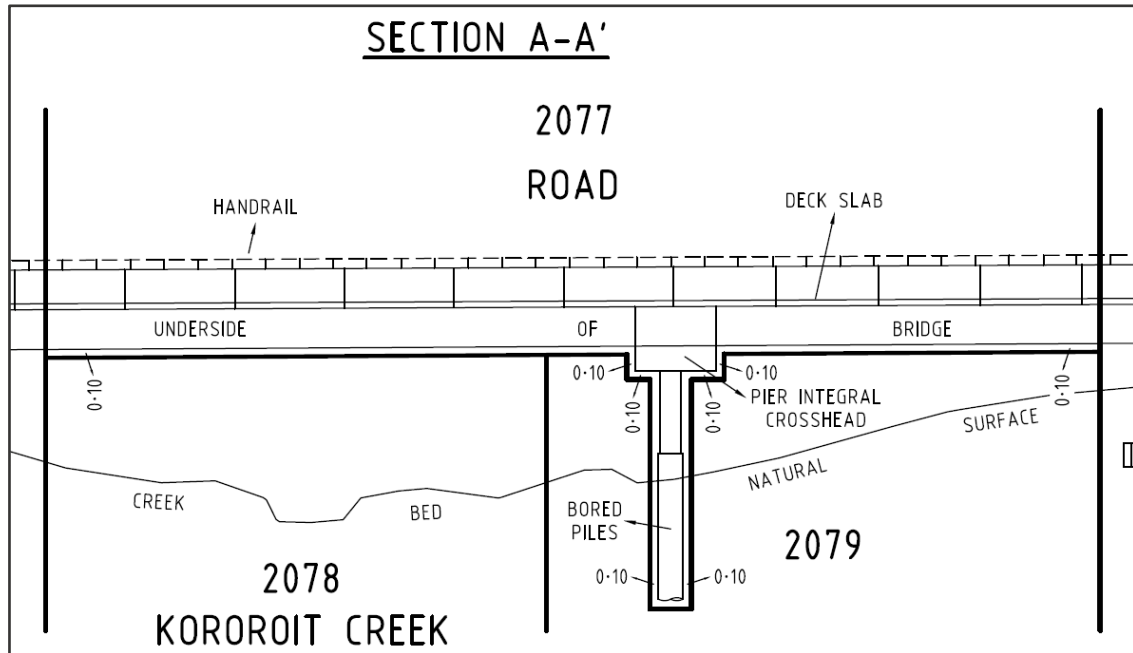 SECTION A-A'
2077
ROAD
HANDRAIL
DECK SLAB
UNDERSIDE OF BRIDGE
0·10
0·10
0·10
0·10
0·10
0·10
PIER INTEGRAL
CROSSHEAD
SURFACE
NATURAL
CREEK
BED
BORED
PILES
2079
0·10
0·10
2078
KOROROIT CREEK